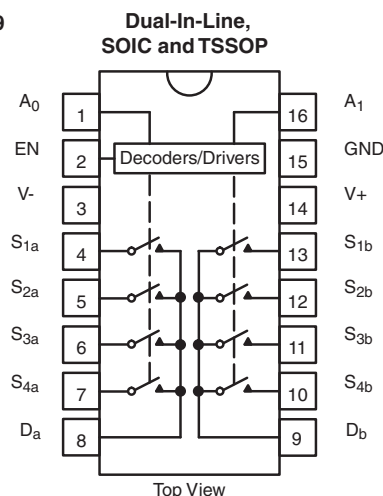 9
Dual-In-Line,
SOIC and TSSOP
A0 1 16 A1
EN 2 Decoders/Drivers 15 GND
V- 3 14 V+
S1a 4 13 S1b
S2a 5 12 S2b
S3a 6 11 S3b
S4a 7 10 S4b
Da 8 9 Db
Top View